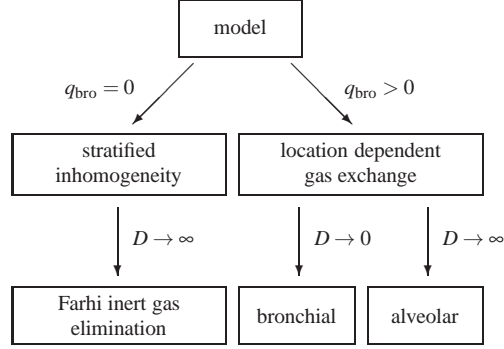 model
q_bro = 0
q_bro > 0
stratified
inhomogeneity
location dependent
gas exchange
D → ∞
D → 0
D → ∞
Farhi inert gas
elimination
bronchial
alveolar